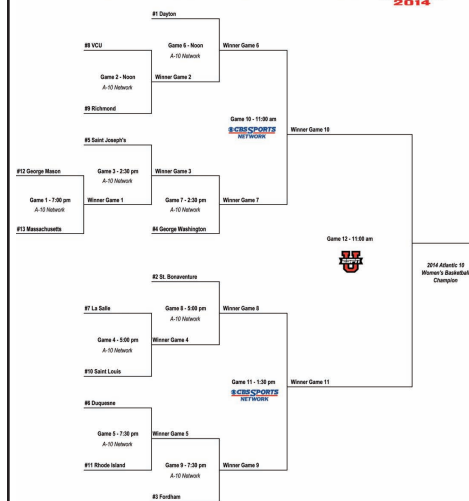 2014
#1 Dayton
#8 VCU
Game 6 - Noon
A-10 Network
Winner Game 6
Game 2 - Noon
A-10 Network
Winner Game 2
#9 Richmond
Game 10 - 11:00 am
CBS SPORTS
NETWORK
Winner Game 10
#5 Saint Joseph's
#12 George Mason
Game 3 - 2:30 pm
A-10 Network
Winner Game 3
Game 1 - 7:00 pm
A-10 Network
Winner Game 1
Game 7 - 2:30 pm
A-10 Network
Winner Game 7
#13 Massachusetts
#4 George Washington
Game 12 - 11:00 am
U
2014 Atlantic 10
Women's Basketball
Champion
#2 St. Bonaventure
#7 La Salle
Game 8 - 5:00 pm
A-10 Network
Winner Game 8
Game 4 - 5:00 pm
A-10 Network
Winner Game 4
#10 Saint Louis
Game 11 - 1:30 pm
CBS SPORTS
NETWORK
Winner Game 11
#6 Duquesne
Game 5 - 7:30 pm
A-10 Network
Winner Game 5
#11 Rhode Island
Game 9 - 7:30 pm
A-10 Network
Winner Game 9
#3 Fordham